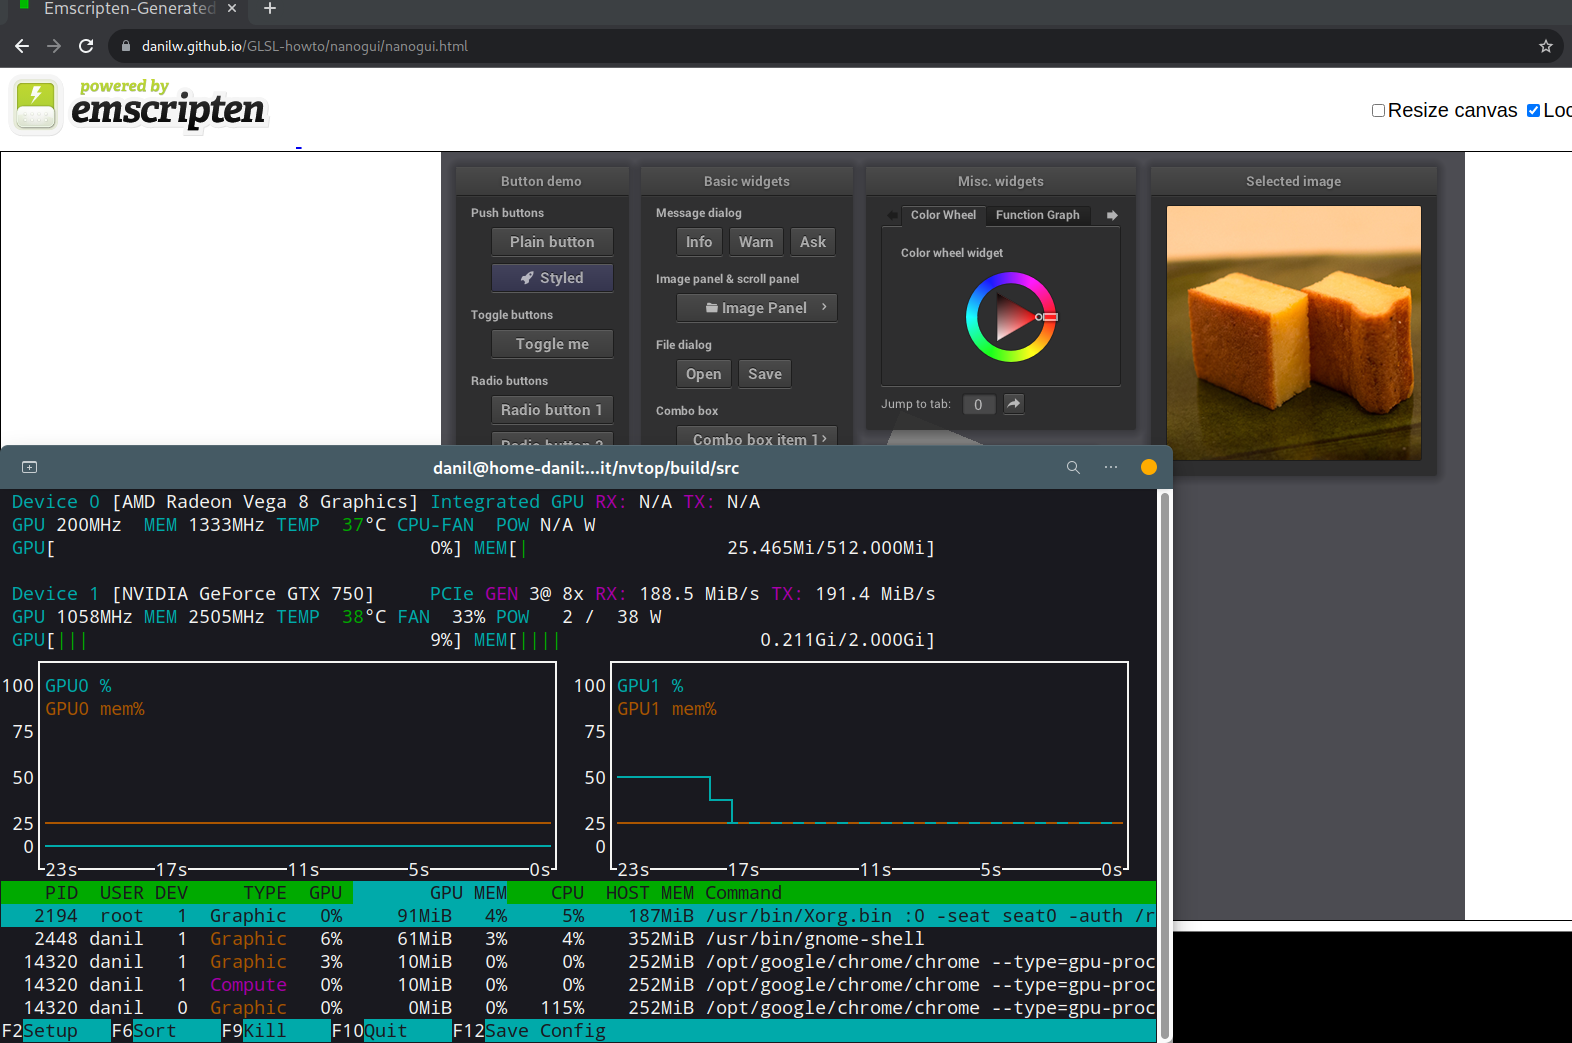 Emscripten-Generated
danilw.github.io/GLSL-howto/nanogui/nanogui.html
powered by
emscripten
Resize canvas Loc
Button demo
Push buttons
Plain button
Styled
Toggle buttons
Toggle me
Radio buttons
Radio button 1
Radio button 2
Basic widgets
Message dialog
Info Warn Ask
Image panel & scroll panel
Image Panel
File dialog
Open Save
Combo box
Combo box item 1
Misc. widgets
Color Wheel Function Graph
Color wheel widget
Jump to tab: 0
Selected image
danil@home-danil:...it/nvtop/build/src
Device 0 [AMD Radeon Vega 8 Graphics] Integrated GPU RX: N/A TX: N/A
GPU 200MHz MEM 1333MHz TEMP 37°C CPU-FAN POW N/A W
GPU[ 0%] MEM[| 25.465Mi/512.000Mi]
Device 1 [NVIDIA GeForce GTX 750] PCIe GEN 3@ 8x RX: 188.5 MiB/s TX: 191.4 MiB/s
GPU 1058MHz MEM 2505MHz TEMP 38°C FAN 33% POW 2 / 38 W
GPU[||| 9%] MEM[|||| 0.211Gi/2.000Gi]
100 GPU0 %
GPU0 mem%
75
50
25
0
23s 17s 11s 5s 0s
100 GPU1 %
GPU1 mem%
75
50
25
0
23s 17s 11s 5s 0s
PID USER DEV TYPE GPU GPU MEM CPU HOST MEM Command
2194 root 1 Graphic 0% 91MiB 4% 5% 187MiB /usr/bin/Xorg.bin :0 -seat seat0 -auth /r
2448 danil 1 Graphic 6% 61MiB 3% 4% 352MiB /usr/bin/gnome-shell
14320 danil 1 Graphic 3% 10MiB 0% 0% 252MiB /opt/google/chrome/chrome --type=gpu-proc
14320 danil 1 Compute 0% 10MiB 0% 0% 252MiB /opt/google/chrome/chrome --type=gpu-proc
14320 danil 0 Graphic 0% 0MiB 0% 115% 252MiB /opt/google/chrome/chrome --type=gpu-proc
F2Setup F6Sort F9Kill F10Quit F12Save Config